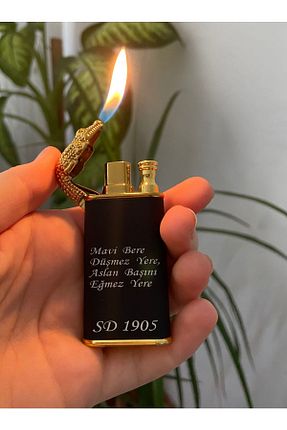 Mavi Bere
Düşmez Yere,
Aslan Başını
Eğmez Yere
SD 1905